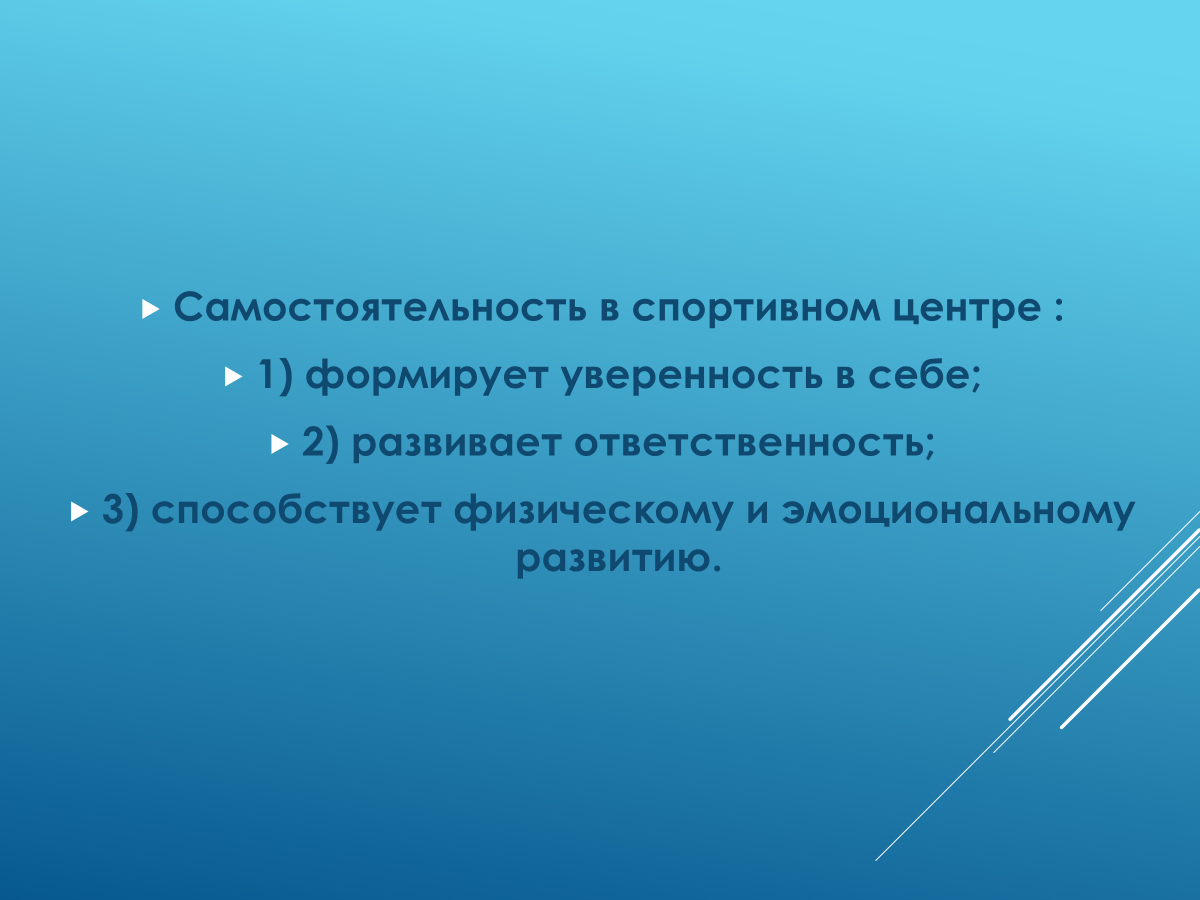 Самостоятельность в спортивном центре :
1) формирует уверенность в себе;
2) развивает ответственность;
3) способствует физическому и эмоциональному
развитию.